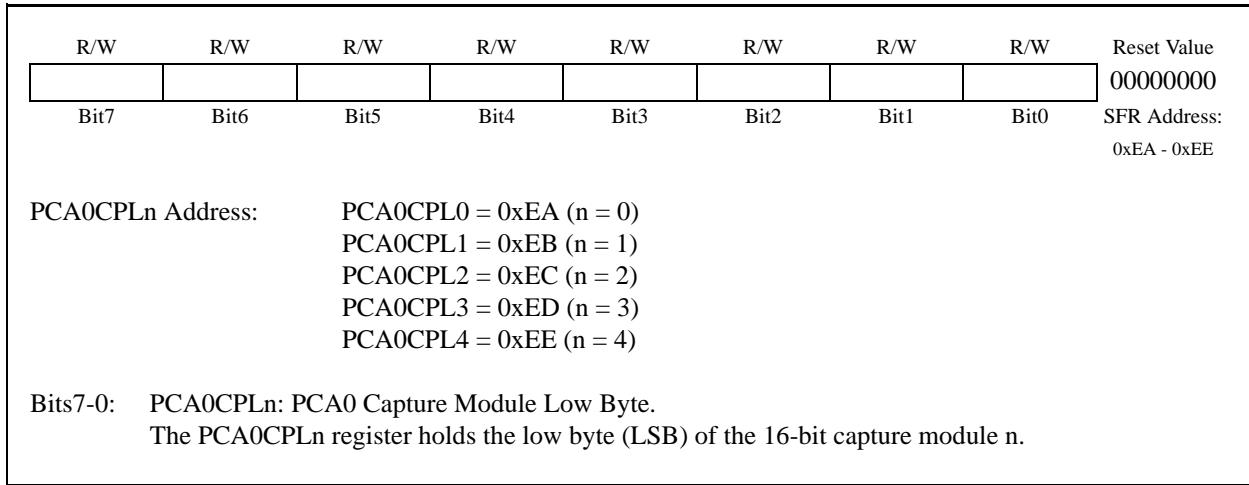 R/W R/W R/W R/W R/W R/W R/W R/W Reset Value
00000000
Bit7 Bit6 Bit5 Bit4 Bit3 Bit2 Bit1 Bit0 SFR Address:
0xEA - 0xEE
PCA0CPLn Address: PCA0CPL0 = 0xEA (n = 0)
PCA0CPL1 = 0xEB (n = 1)
PCA0CPL2 = 0xEC (n = 2)
PCA0CPL3 = 0xED (n = 3)
PCA0CPL4 = 0xEE (n = 4)
Bits7-0: PCA0CPLn: PCA0 Capture Module Low Byte.
The PCA0CPLn register holds the low byte (LSB) of the 16-bit capture module n.